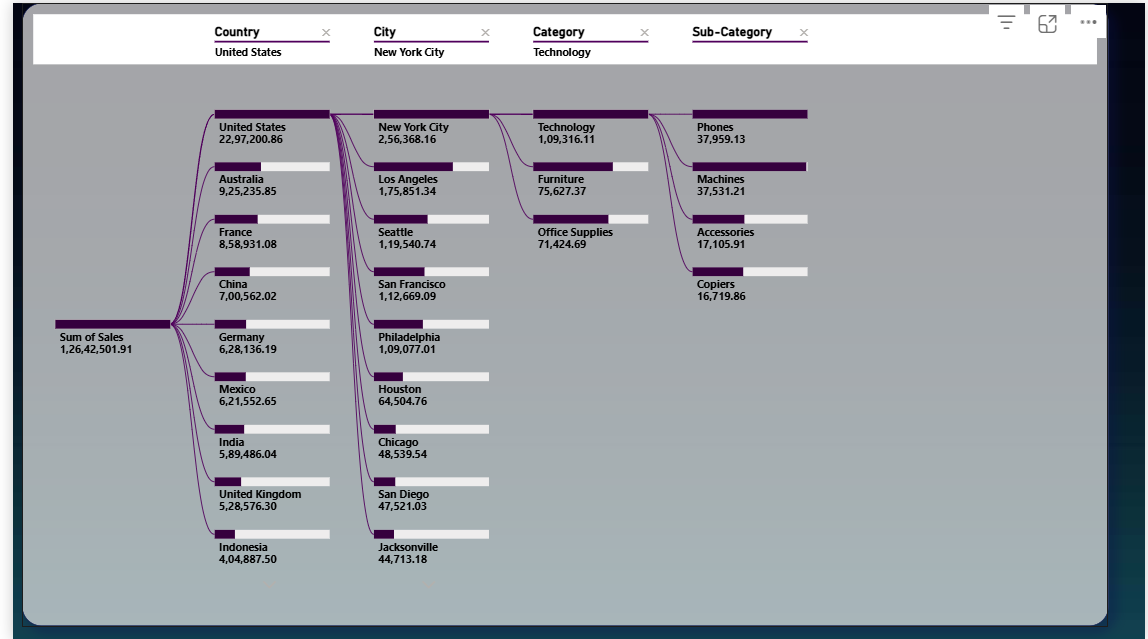 Country
City
Category
Sub-Category
United States
New York City
Technology
United States
22,97,200.86
Australia
9,25,235.85
France
8,58,931.08
China
7,00,562.02
Sum of Sales
1,26,42,501.91
Germany
6,28,136.19
Mexico
6,21,552.65
India
5,89,486.04
United Kingdom
5,28,576.30
Indonesia
4,04,887.50
New York City
2,56,368.16
Los Angeles
1,75,851.34
Seattle
1,19,540.74
San Francisco
1,12,669.09
Philadelphia
1,09,077.01
Houston
64,504.76
Chicago
48,539.54
San Diego
47,521.03
Jacksonville
44,713.18
Technology
1,09,316.11
Furniture
75,627.37
Office Supplies
71,424.69
Phones
37,959.13
Machines
37,531.21
Accessories
17,105.91
Copiers
16,719.86